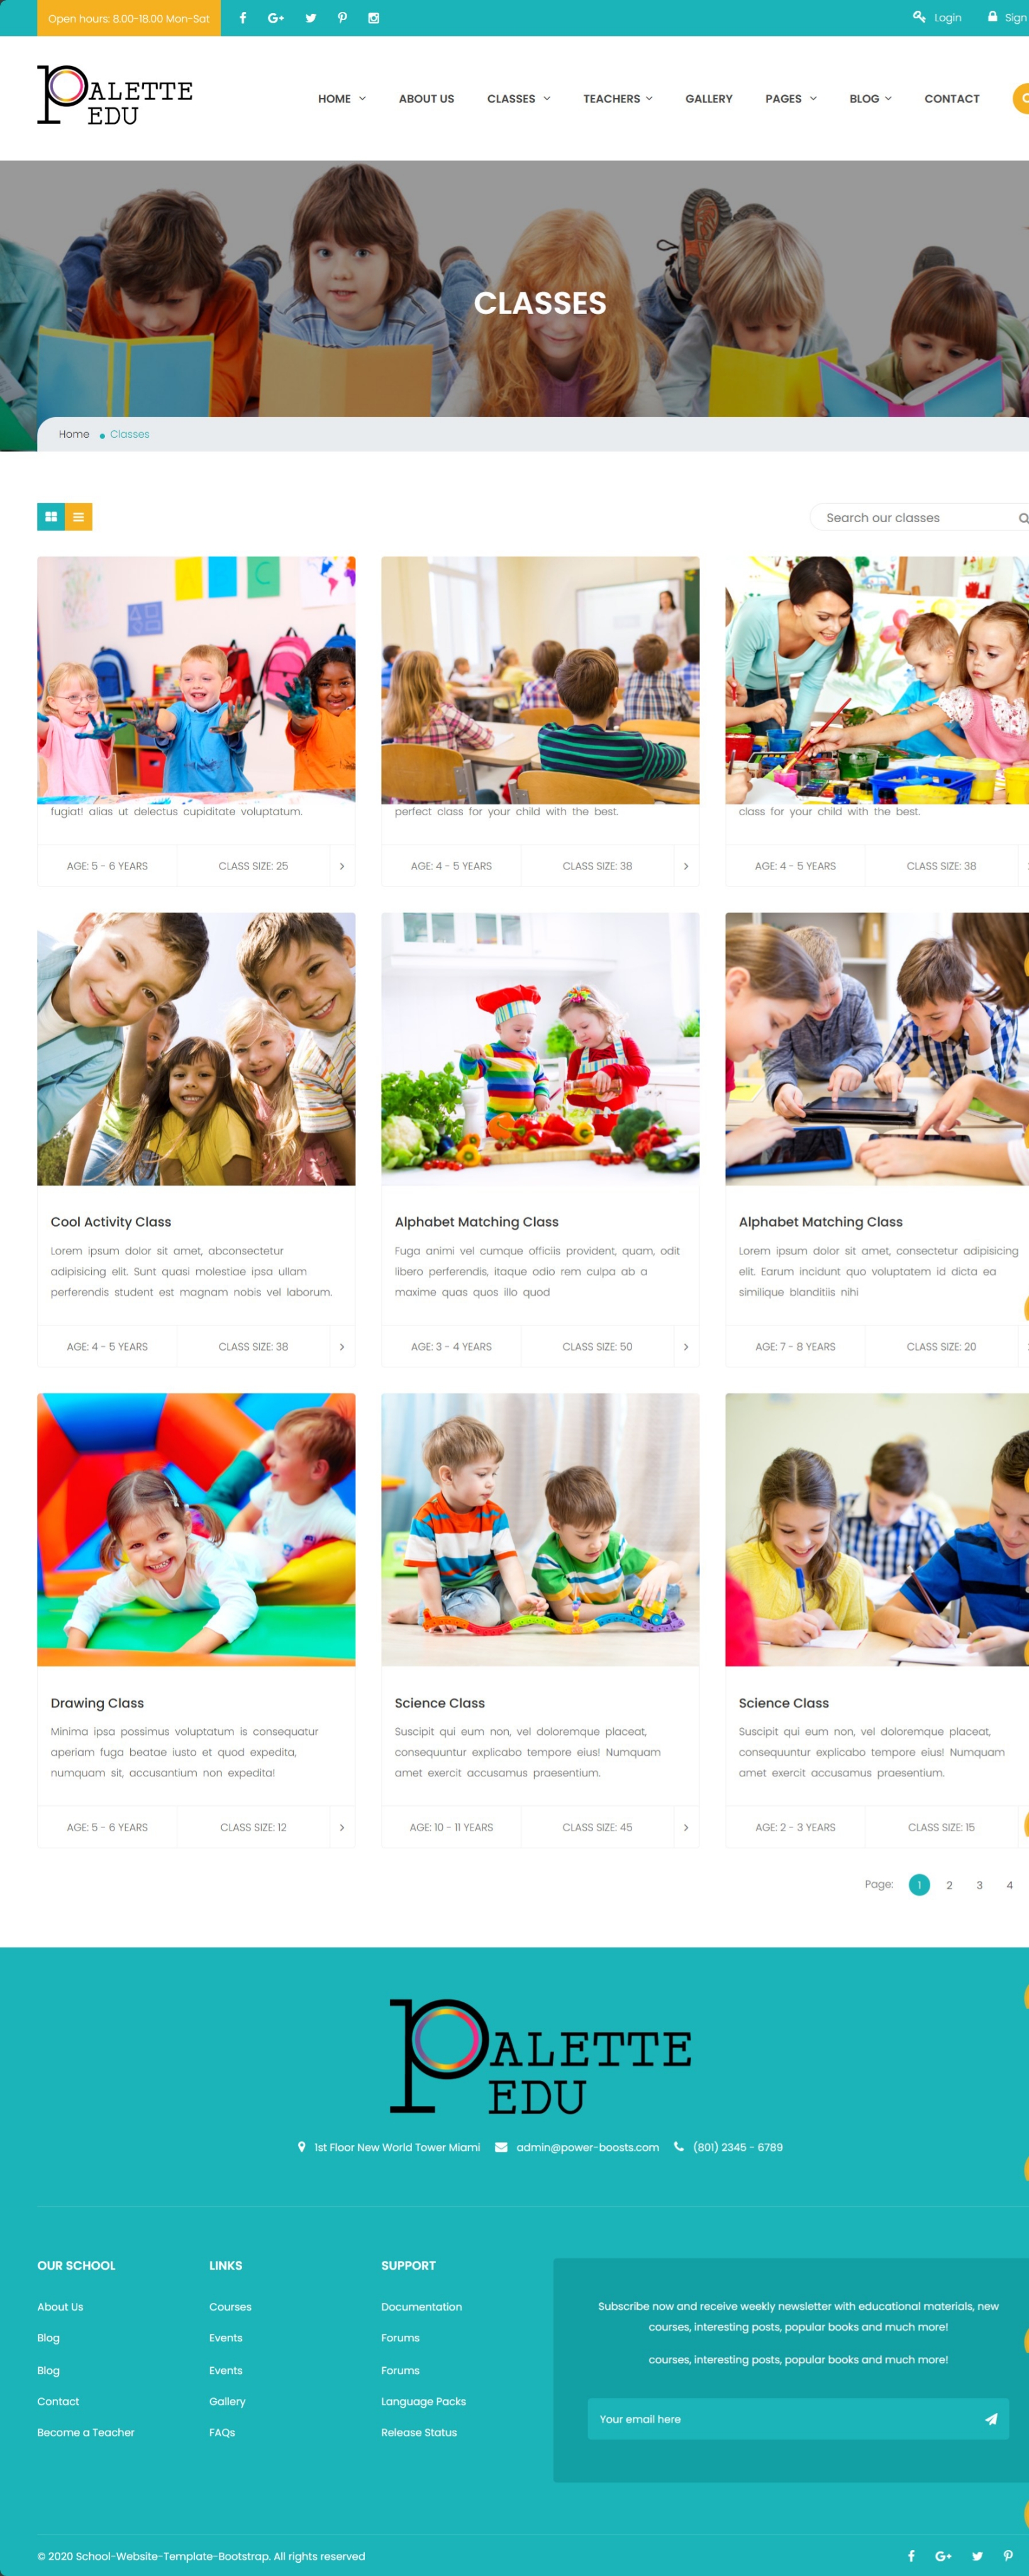 Open hours: 8.00-18.00 Mon-Sat
Login
Sign
PALETTE
EDU
HOME
ABOUT US
CLASSES
TEACHERS
GALLERY
PAGES
BLOG
CONTACT
CLASSES
Home
Classes
Search our classes
fugiat! alias ut delectus cupiditate voluptatum.
AGE: 5 - 6 YEARS
CLASS SIZE: 25
perfect class for your child with the best.
AGE: 4 - 5 YEARS
CLASS SIZE: 38
class for your child with the best.
AGE: 4 - 5 YEARS
CLASS SIZE: 38
Cool Activity Class
Lorem ipsum dolor sit amet, abconsectetur
adipisicing elit. Sunt quasi molestiae ipsa ullam
perferendis student est magnam nobis vel laborum.
AGE: 4 - 5 YEARS
CLASS SIZE: 38
Alphabet Matching Class
Fuga animi vel cumque officiis provident, quam, odit
libero perferendis, itaque odio rem culpa ab a
maxime quas quos illo quod
AGE: 3 - 4 YEARS
CLASS SIZE: 50
Alphabet Matching Class
Lorem ipsum dolor sit amet, consectetur adipisicing
elit. Earum incidunt quo voluptatem id dicta ea
similique blanditiis nihi
AGE: 7 - 8 YEARS
CLASS SIZE: 20
Drawing Class
Minima ipsa possimus voluptatum is consequatur
aperiam fuga beatae iusto et quod expedita,
numquam sit, accusantium non expedita!
AGE: 5 - 6 YEARS
CLASS SIZE: 12
Science Class
Suscipit qui eum non, vel doloremque placeat,
consequuntur explicabo tempore eius! Numquam
amet exercit accusamus praesentium.
AGE: 10 - 11 YEARS
CLASS SIZE: 45
Science Class
Suscipit qui eum non, vel doloremque placeat,
consequuntur explicabo tempore eius! Numquam
amet exercit accusamus praesentium.
AGE: 2 - 3 YEARS
CLASS SIZE: 15
Page: 1 2 3 4
PALETTE
EDU
1st Floor New World Tower Miami
admin@power-boosts.com
(801) 2345 - 6789
OUR SCHOOL
About Us
Blog
Blog
Contact
Become a Teacher
LINKS
Courses
Events
Events
Gallery
FAQs
SUPPORT
Documentation
Forums
Forums
Language Packs
Release Status
Subscribe now and receive weekly newsletter with educational materials, new
courses, interesting posts, popular books and much more!
courses, interesting posts, popular books and much more!
Your email here
© 2020 School-Website-Template-Bootstrap. All rights reserved